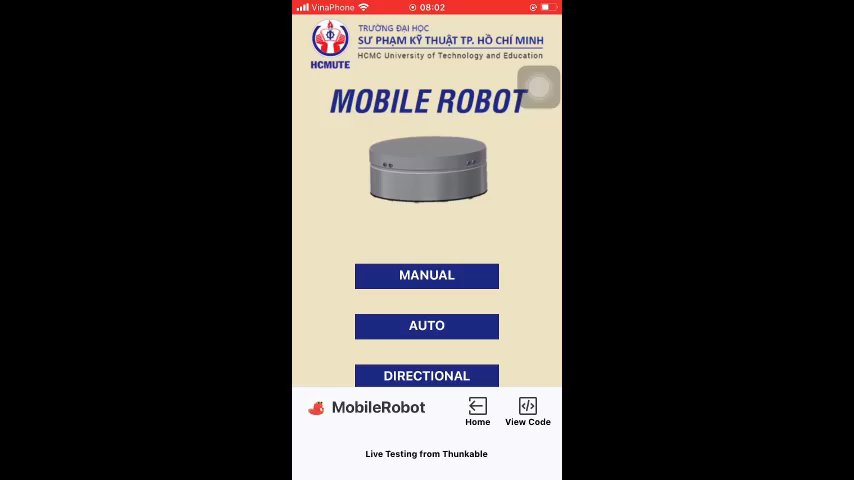 VinaPhone 08:02
TRƯỜNG ĐẠI HỌC
SƯ PHẠM KỸ THUẬT TP. HỒ CHÍ MINH
HCMC University of Technology and Education
HCMUTE
MOBILE ROBOT
MANUAL
AUTO
DIRECTIONAL
MobileRobot
Home
View Code
Live Testing from Thunkable